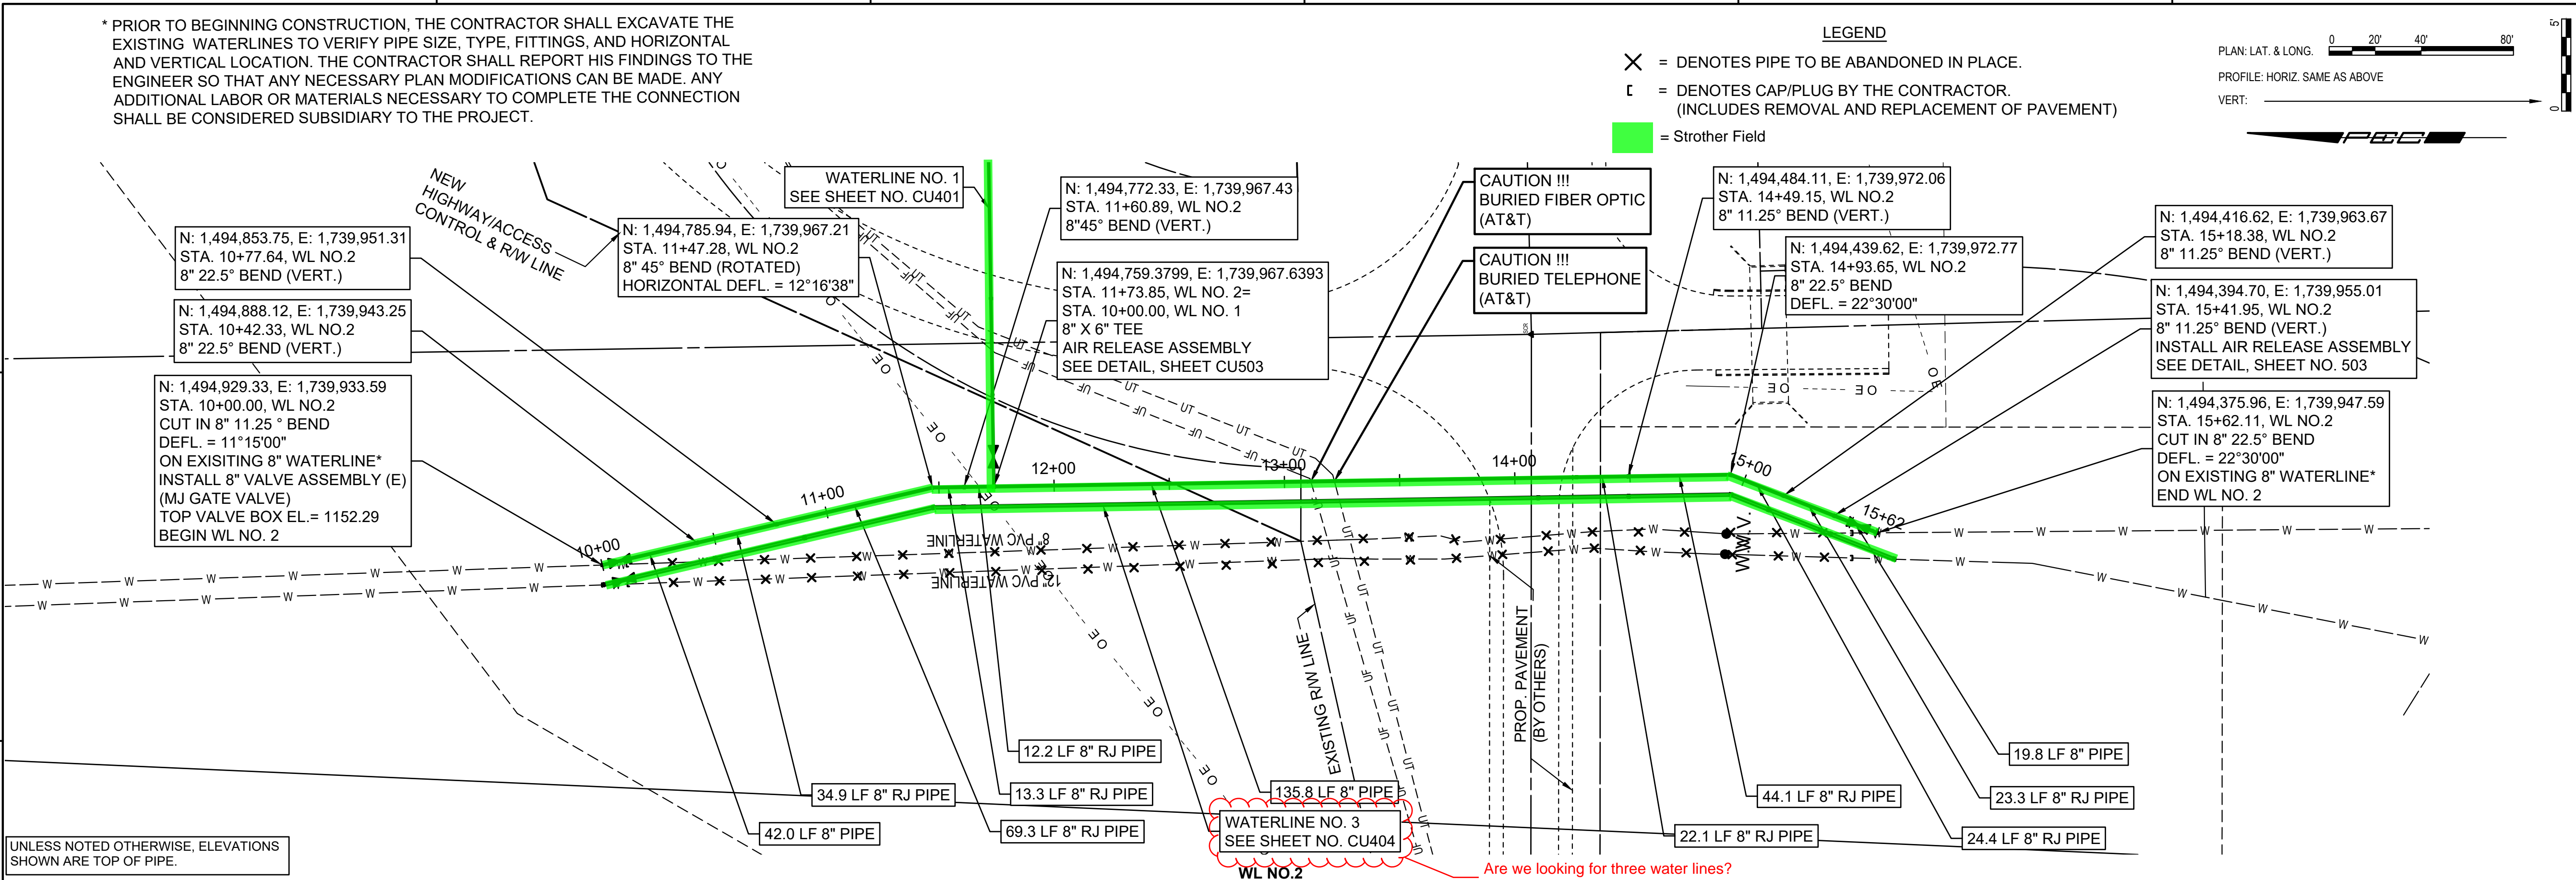 * PRIOR TO BEGINNING CONSTRUCTION, THE CONTRACTOR SHALL EXCAVATE THE
EXISTING WATERLINES TO VERIFY PIPE SIZE, TYPE, FITTINGS, AND HORIZONTAL
AND VERTICAL LOCATION. THE CONTRACTOR SHALL REPORT HIS FINDINGS TO THE
ENGINEER SO THAT ANY NECESSARY PLAN MODIFICATIONS CAN BE MADE. ANY
ADDITIONAL LABOR OR MATERIALS NECESSARY TO COMPLETE THE CONNECTION
SHALL BE CONSIDERED SUBSIDIARY TO THE PROJECT.
LEGEND
= DENOTES PIPE TO BE ABANDONED IN PLACE.
= DENOTES CAP/PLUG BY THE CONTRACTOR.
(INCLUDES REMOVAL AND REPLACEMENT OF PAVEMENT)
= Strother Field
PLAN: LAT. & LONG.
0 20' 40' 80'
PROFILE: HORIZ. SAME AS ABOVE
VERT:
0 5'
PEC
NEW
HIGHWAY/ACCESS
CONTROL & R/W LINE
WATERLINE NO. 1
SEE SHEET NO. CU401
N: 1,494,853.75, E: 1,739,951.31
STA. 10+77.64, WL NO.2
8" 22.5° BEND (VERT.)
N: 1,494,888.12, E: 1,739,943.25
STA. 10+42.33, WL NO.2
8" 22.5° BEND (VERT.)
N: 1,494,929.33, E: 1,739,933.59
STA. 10+00.00, WL NO.2
CUT IN 8" 11.25 ° BEND
DEFL. = 11°15'00"
ON EXISITING 8" WATERLINE*
INSTALL 8" VALVE ASSEMBLY (E)
(MJ GATE VALVE)
TOP VALVE BOX EL.= 1152.29
BEGIN WL NO. 2
N: 1,494,785.94, E: 1,739,967.21
STA. 11+47.28, WL NO.2
8" 45° BEND (ROTATED)
HORIZONTAL DEFL. = 12°16'38"
N: 1,494,772.33, E: 1,739,967.43
STA. 11+60.89, WL NO.2
8"45° BEND (VERT.)
N: 1,494,759.3799, E: 1,739,967.6393
STA. 11+73.85, WL NO. 2=
STA. 10+00.00, WL NO. 1
8" X 6" TEE
AIR RELEASE ASSEMBLY
SEE DETAIL, SHEET CU503
CAUTION !!!
BURIED FIBER OPTIC
(AT&T)
CAUTION !!!
BURIED TELEPHONE
(AT&T)
N: 1,494,484.11, E: 1,739,972.06
STA. 14+49.15, WL NO.2
8" 11.25° BEND (VERT.)
N: 1,494,439.62, E: 1,739,972.77
STA. 14+93.65, WL NO.2
8" 22.5° BEND
DEFL. = 22°30'00"
N: 1,494,416.62, E: 1,739,963.67
STA. 15+18.38, WL NO.2
8" 11.25° BEND (VERT.)
N: 1,494,394.70, E: 1,739,955.01
STA. 15+41.95, WL NO.2
8" 11.25° BEND (VERT.)
INSTALL AIR RELEASE ASSEMBLY
SEE DETAIL, SHEET NO. 503
N: 1,494,375.96, E: 1,739,947.59
STA. 15+62.11, WL NO.2
CUT IN 8" 22.5° BEND
DEFL. = 22°30'00"
ON EXISTING 8" WATERLINE*
END WL NO. 2
10+00
11+00
12+00
13+00
14+00
15+00
15+62
8" PVC WATERLINE
12" PVC WATERLINE
W.V.
EXISTING R/W LINE
PROP. PAVEMENT
(BY OTHERS)
12.2 LF 8" RJ PIPE
34.9 LF 8" RJ PIPE
13.3 LF 8" RJ PIPE
135.8 LF 8" PIPE
42.0 LF 8" PIPE
69.3 LF 8" RJ PIPE
WATERLINE NO. 3
SEE SHEET NO. CU404
WL NO.2
Are we looking for three water lines?
22.1 LF 8" RJ PIPE
44.1 LF 8" RJ PIPE
24.4 LF 8" RJ PIPE
23.3 LF 8" RJ PIPE
19.8 LF 8" PIPE
UNLESS NOTED OTHERWISE, ELEVATIONS
SHOWN ARE TOP OF PIPE.